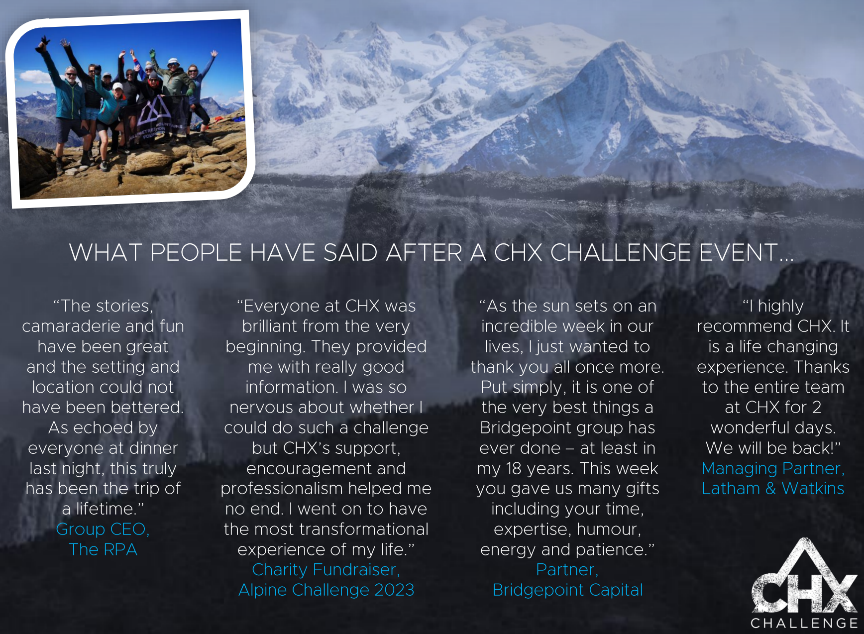 WHAT PEOPLE HAVE SAID AFTER A CHX CHALLENGE EVENT...
“The stories,
camaraderie and fun
have been great
and the setting and
location could not
have been bettered.
As echoed by
everyone at dinner
last night, this truly
has been the trip of
a lifetime.”
Group CEO,
The RPA
“Everyone at CHX was
brilliant from the very
beginning. They provided
me with really good
information. I was so
nervous about whether I
could do such a challenge
but CHX’s support,
encouragement and
professionalism helped me
no end. I went on to have
the most transformational
experience of my life.”
Charity Fundraiser,
Alpine Challenge 2023
“As the sun sets on an
incredible week in our
lives, I just wanted to
thank you all once more.
Put simply, it is one of
the very best things a
Bridgepoint group has
ever done – at least in
my 18 years. This week
you gave us many gifts
including your time,
expertise, humour,
energy and patience.”
Partner,
Bridgepoint Capital
“I highly
recommend CHX. It
is a life changing
experience. Thanks
to the entire team
at CHX for 2
wonderful days.
We will be back!”
Managing Partner,
Latham & Watkins
CHX
CHALLENGE